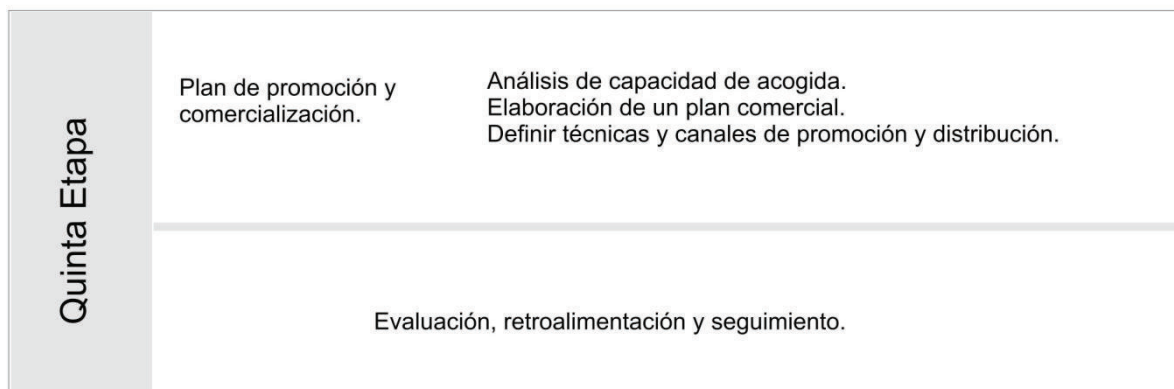 Quinta Etapa
Plan de promoción y
comercialización.
Análisis de capacidad de acogida.
Elaboración de un plan comercial.
Definir técnicas y canales de promoción y distribución.
Evaluación, retroalimentación y seguimiento.